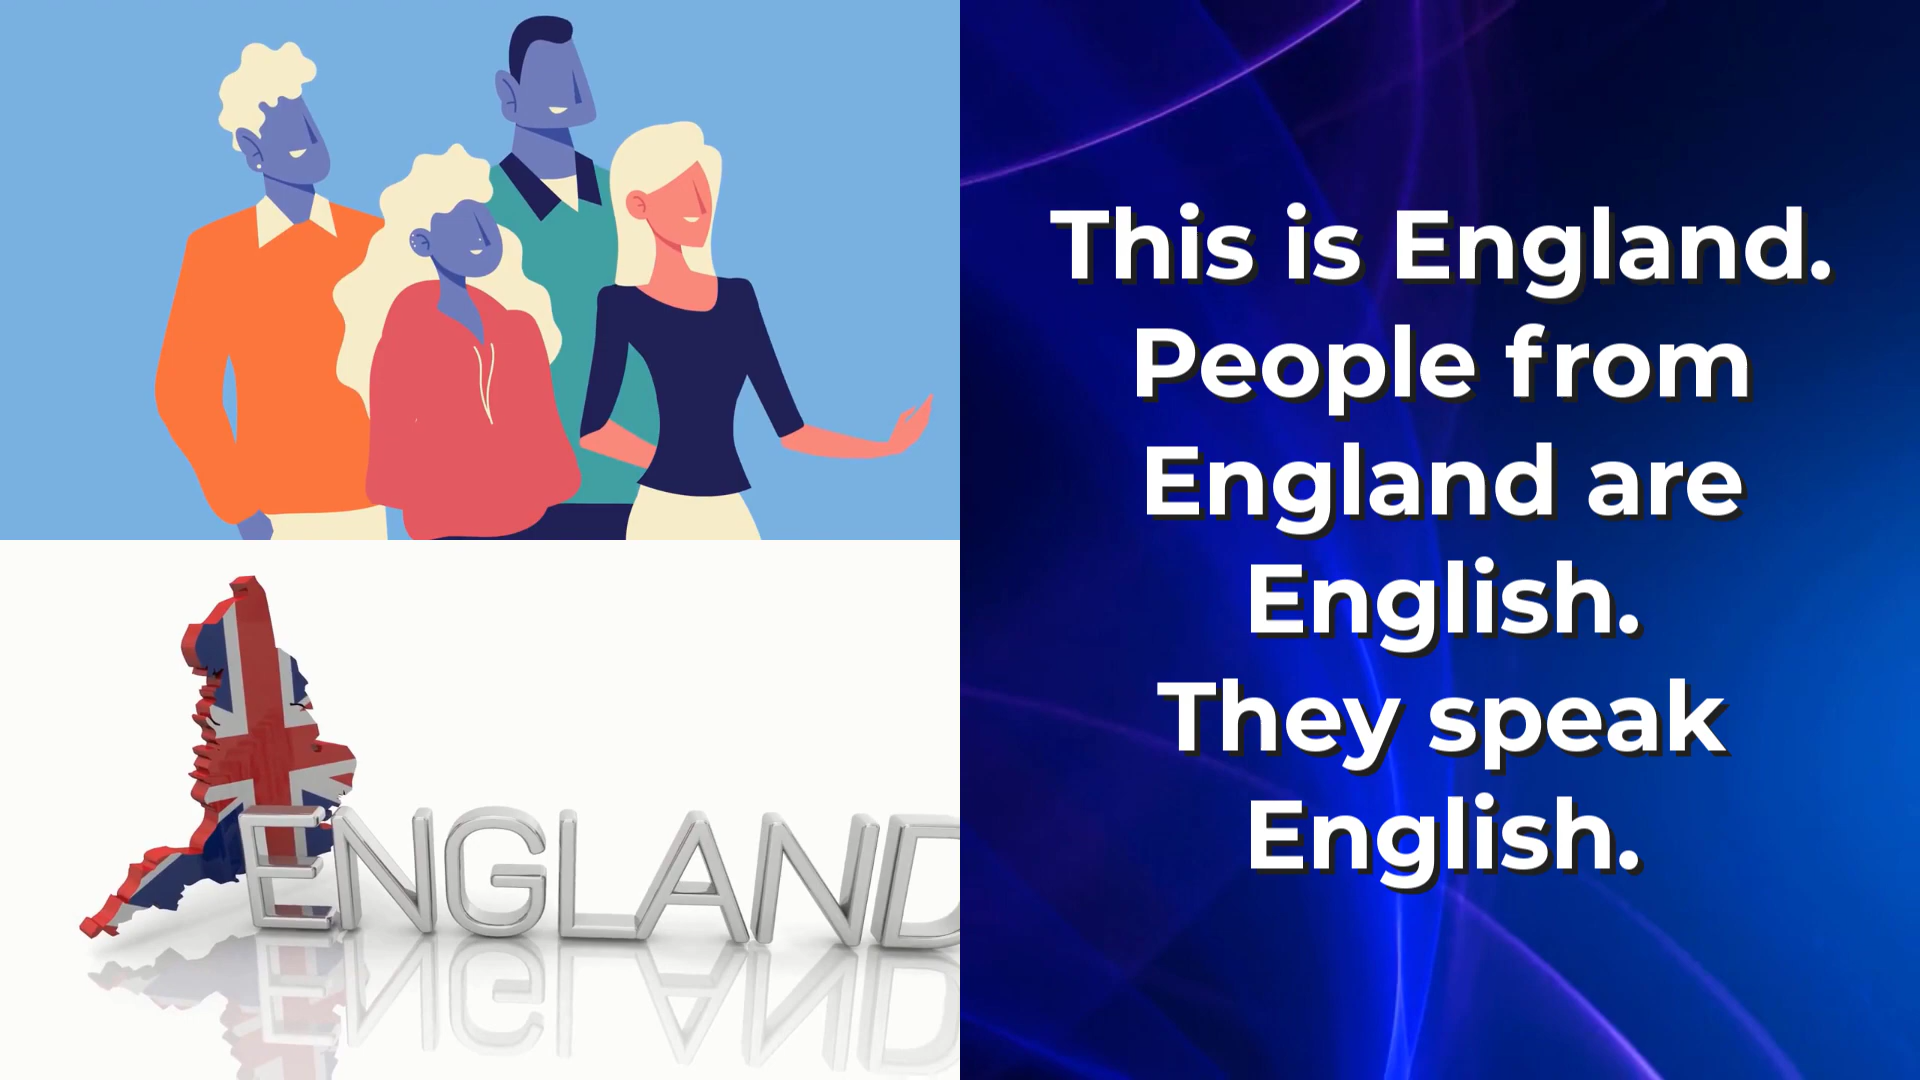 ENGLAND
This is England.
People from
England are
English.
They speak
English.